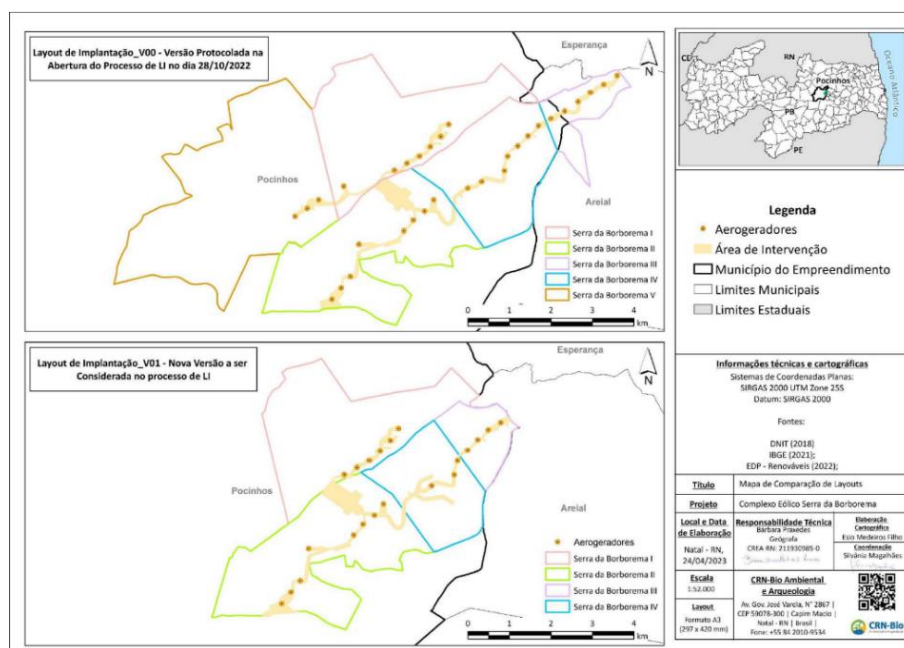 Layout de Implantação_V00 - Versão Protocolada na
Abertura do Processo de LI no dia 28/10/2022
Esperança
N
Pocinhos
Areial
Serra da Borborema I
Serra da Borborema II
Serra da Borborema III
Serra da Borborema IV
Serra da Borborema V
0 1 2 3 4
km
Layout de Implantação_V01 - Nova Versão a ser
Considerada no processo de LI
Esperança
N
Pocinhos
Areial
Aerogeradores
Serra da Borborema I
Serra da Borborema II
Serra da Borborema III
Serra da Borborema IV
0 1 2 3 4
km
CE
RN
Pocinhos
PB
PE
Oceano Atlântico
Legenda
Aerogeradores
Área de Intervenção
Município do Empreendimento
Limites Municipais
Limites Estaduais
Informações técnicas e cartográficas
Sistemas de Coordenadas Planas:
SIRGAS 2000 UTM Zone 25S
Datum: SIRGAS 2000
Fontes:
DNIT (2018)
IBGE (2021);
EDP - Renováveis (2022);
Título
Mapa de Comparação de Layouts
Projeto
Complexo Eólico Serra da Borborema
Local e Data
de Elaboração
Natal - RN,
24/04/2023
Responsabilidade Técnica
Bárbara Praxedes
Geógrafa
CREA RN: 211930985-0
Elaboração
Cartográfica
Esio Medeiros Filho
Coordenação
Silvânia Magalhães
Escala
1:52.000
Layout
Formato A3
(297 x 420 mm)
CRN-Bio Ambiental
e Arqueologia
Av. Gov. José Varela, N° 2867 |
CEP 59078-300 | Capim Macio |
Natal - RN | Brasil |
Fone: +55 84 2010-9534
CRN-Bio